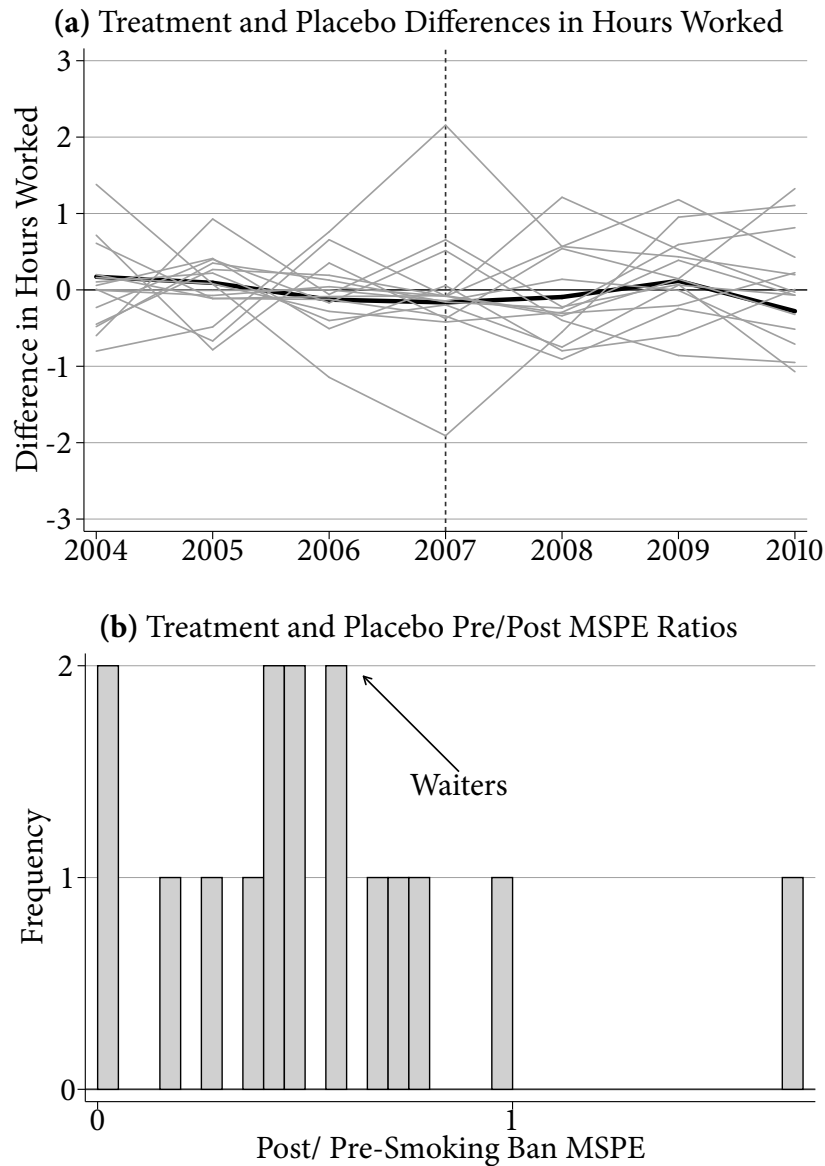 (a) Treatment and Placebo Differences in Hours Worked
3
2
1
0
-1
-2
-3
Difference in Hours Worked
2004 2005 2006 2007 2008 2009 2010
(b) Treatment and Placebo Pre/Post MSPE Ratios
2
1
0
Frequency
Waiters
0 1
Post/ Pre-Smoking Ban MSPE